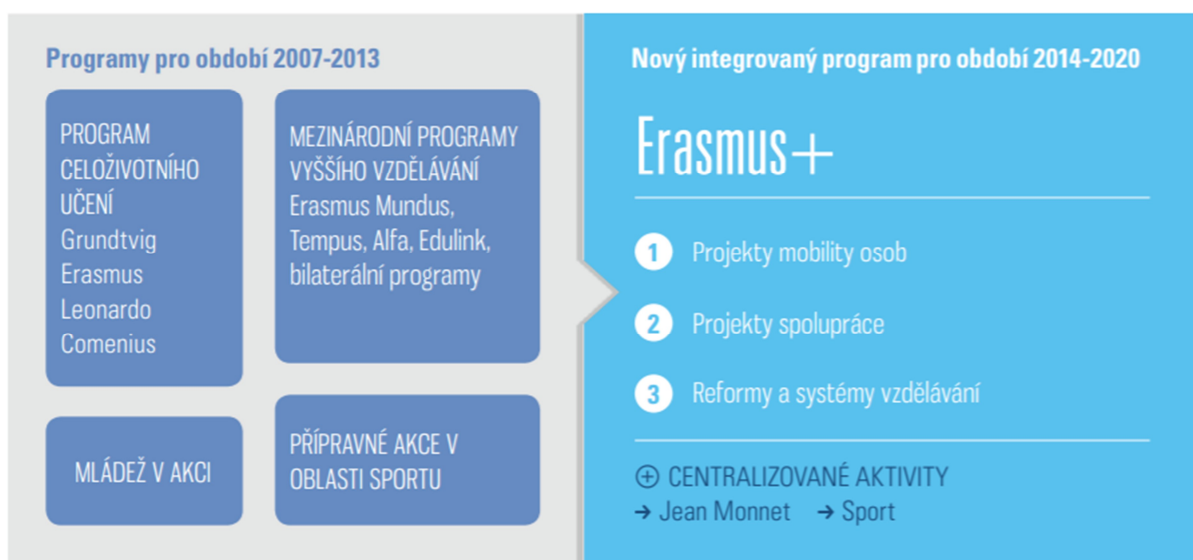 Programy pro období 2007-2013
PROGRAM
CELOŽIVOTNÍHO
UČENÍ
Grundtvig
Erasmus
Leonardo
Comenius
MEZINÁRODNÍ PROGRAMY
VYŠŠÍHO VZDĚLÁVÁNÍ
Erasmus Mundus,
Tempus, Alfa, Edulink,
bilaterální programy
MLÁDEŽ V AKCI
PŘÍPRAVNÉ AKCE V
OBLASTI SPORTU
Nový integrovaný program pro období 2014-2020
Erasmus+
1 Projekty mobility osob
2 Projekty spolupráce
3 Reformy a systémy vzdělávání
⊕ CENTRALIZOVANÉ AKTIVITY
→ Jean Monnet → Sport